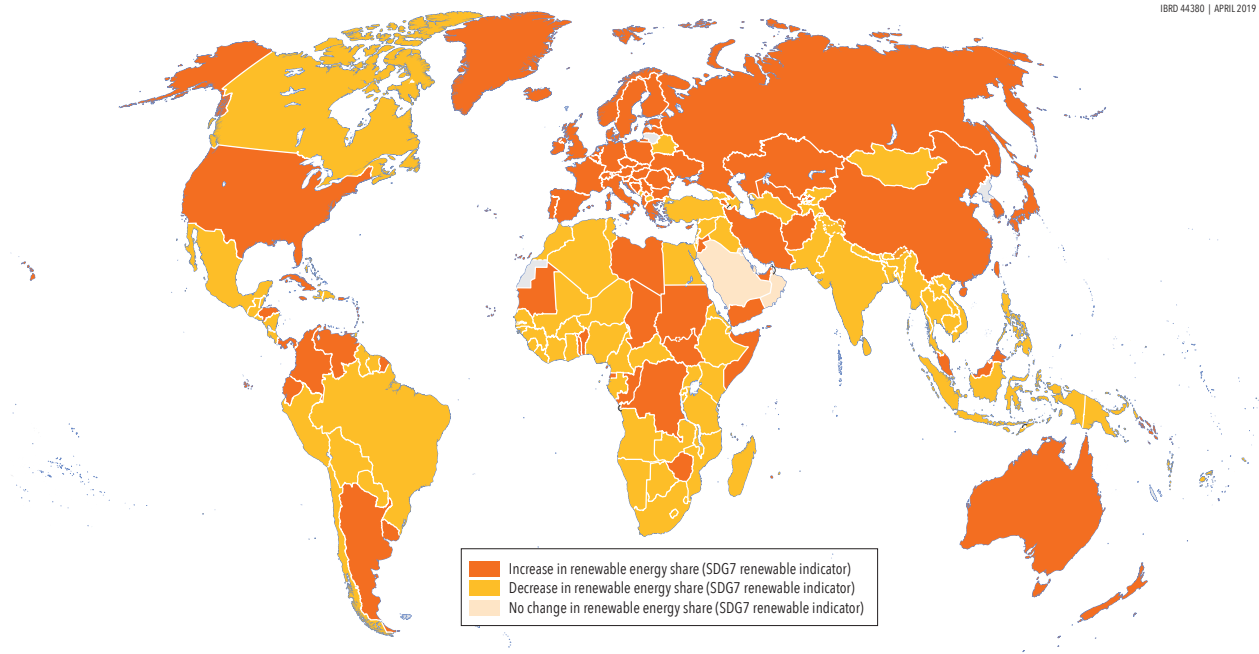 IBRD 44380 | APRIL 2019
Increase in renewable energy share (SDG7 renewable indicator)
Decrease in renewable energy share (SDG7 renewable indicator)
No change in renewable energy share (SDG7 renewable indicator)